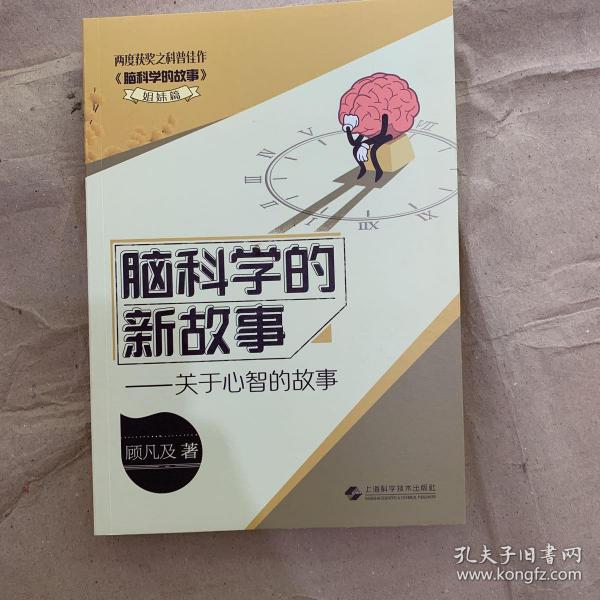 两度获奖之科普佳作
《脑科学的故事》
姐妹篇
脑科学的
新故事
——关于心智的故事
顾凡及 著
上海科学技术出版社
孔夫子旧书网
www.kongfz.com